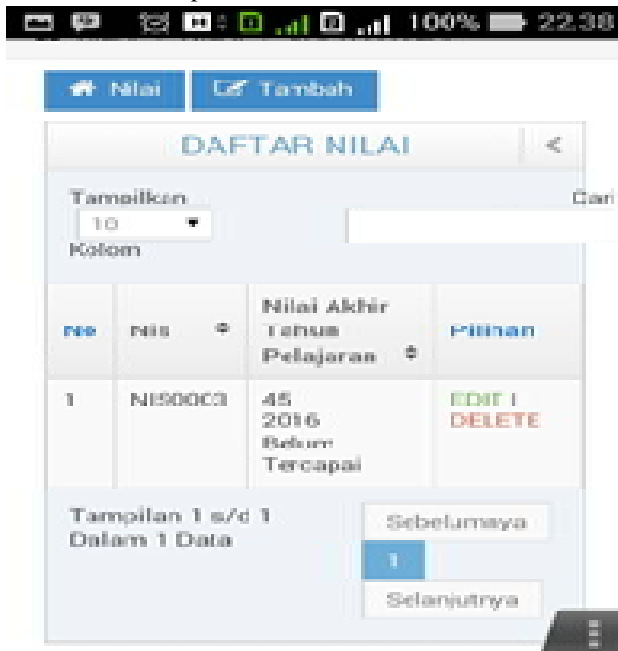 100% 22.38
Nilai Tambah
DAFTAR NILAI <
Tampilkan Cari
10
Kolom
No Nis Nilai Akhir
Tahun
Pelajaran Pilihan
1 NIS0003 45 EDIT |
2016 DELETE
Belum
Tercapai
Tampilan 1 s/d 1 Sebelumnya
Dalam 1 Data
1
Selanjutnya